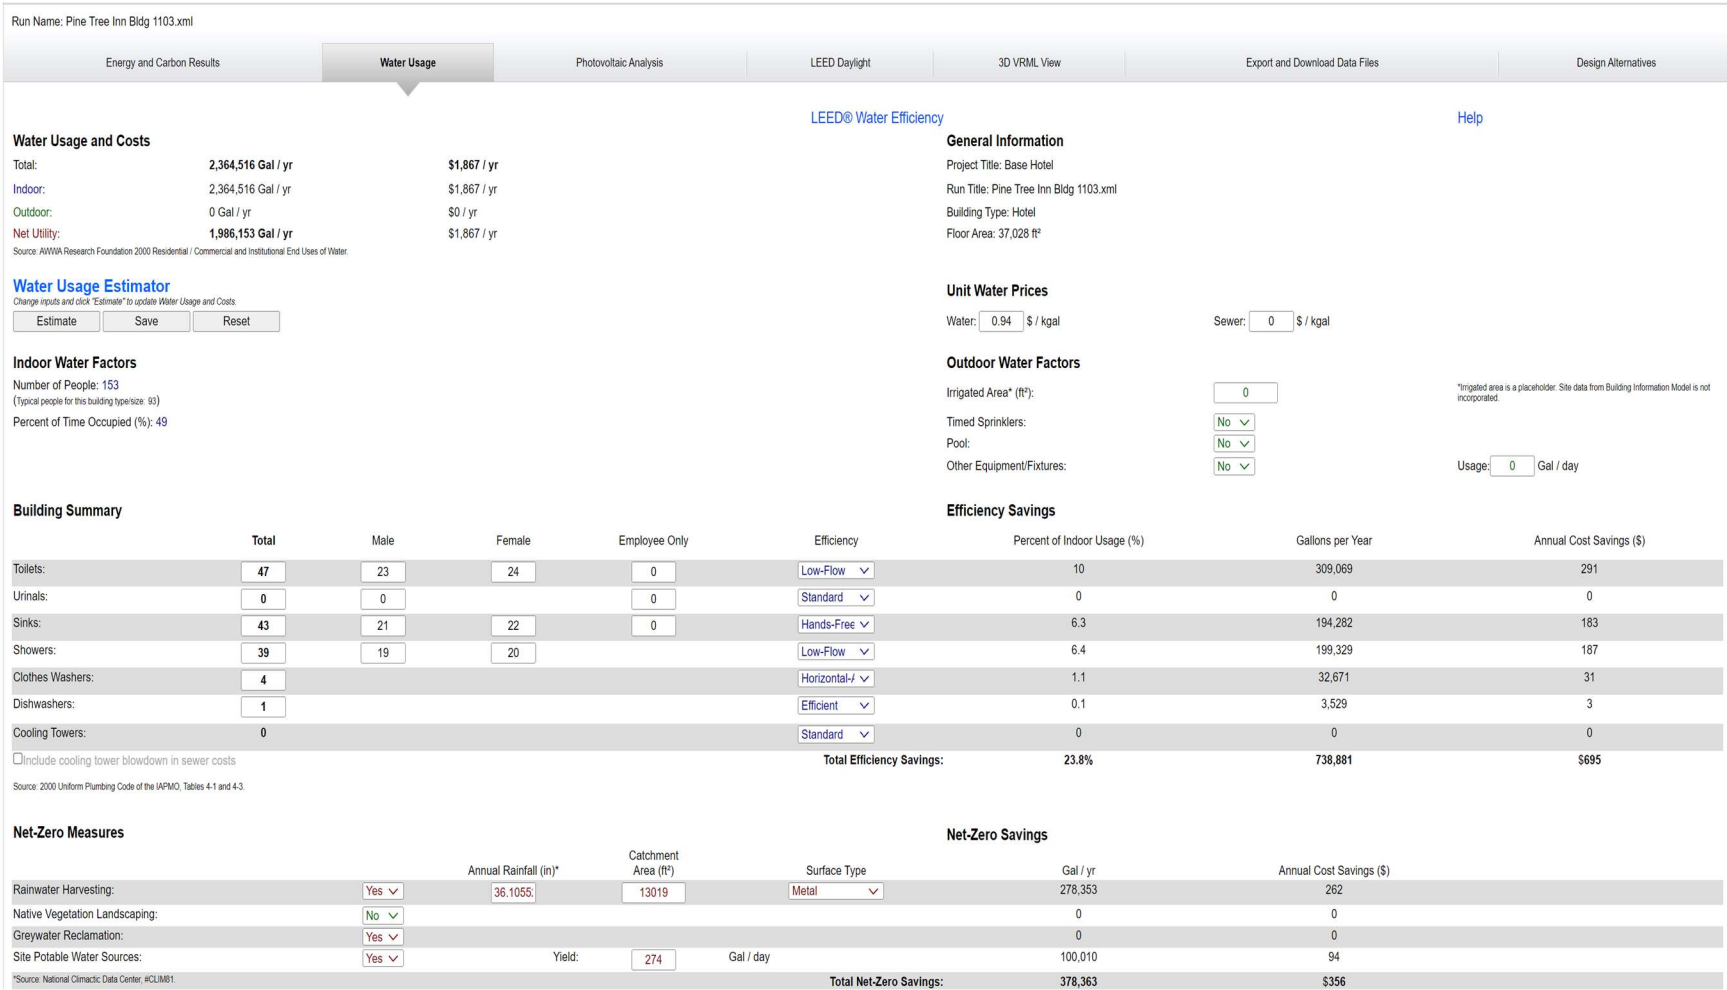 Run Name: Pine Tree Inn Bldg 1103.xml
Energy and Carbon Results Water Usage Photovoltaic Analysis LEED Daylight 3D VRML View Export and Download Data Files Design Alternatives
LEED® Water Efficiency Help
Water Usage and Costs General Information
Total: 2,364,516 Gal / yr $1,867 / yr Project Title: Base Hotel
Indoor: 2,364,516 Gal / yr $1,867 / yr Run Title: Pine Tree Inn Bldg 1103.xml
Outdoor: 0 Gal / yr $0 / yr Building Type: Hotel
Net Utility: 1,986,153 Gal / yr $1,867 / yr Floor Area: 37,028 ft²
Source: AWWA Research Foundation 2000 Residential / Commercial and Institutional End Uses of Water.
Water Usage Estimator Unit Water Prices
Change inputs and click "Estimate" to update Water Usage and Costs.
Estimate Save Reset Water: 0.94 $ / kgal Sewer: 0 $ / kgal
Indoor Water Factors Outdoor Water Factors
Number of People: 153 Irrigated Area* (ft²): 0 *Irrigated area is a placeholder. Site data from Building Information Model is not
incorporated.
(Typical people for this building type/size: 93)
Percent of Time Occupied (%): 49 Timed Sprinklers: No
Pool: No
Other Equipment/Fixtures: No Usage: 0 Gal / day
Building Summary Efficiency Savings
Total Male Female Employee Only Efficiency Percent of Indoor Usage (%) Gallons per Year Annual Cost Savings ($)
Toilets: 47 23 24 0 Low-Flow 10 309,069 291
Urinals: 0 0 0 Standard 0 0 0
Sinks: 43 21 22 0 Hands-Free 6.3 194,282 183
Showers: 39 19 20 Low-Flow 6.4 199,329 187
Clothes Washers: 4 Horizontal-A 1.1 32,671 31
Dishwashers: 1 Efficient 0.1 3,529 3
Cooling Towers: 0 Standard 0 0 0
Include cooling tower blowdown in sewer costs Total Efficiency Savings: 23.8% 738,881 $695
Source: 2000 Uniform Plumbing Code of the IAPMO, Tables 4-1 and 4-3.
Net-Zero Measures Net-Zero Savings
Annual Rainfall (in)* Catchment Area (ft²) Surface Type Gal / yr Annual Cost Savings ($)
Rainwater Harvesting: Yes 36.1055: 13019 Metal 278,353 262
Native Vegetation Landscaping: No 0 0
Greywater Reclamation: Yes 0 0
Site Potable Water Sources: Yes Yield: 274 Gal / day 100,010 94
*Source: National Climactic Data Center, #CLIM81. Total Net-Zero Savings: 378,363 $356